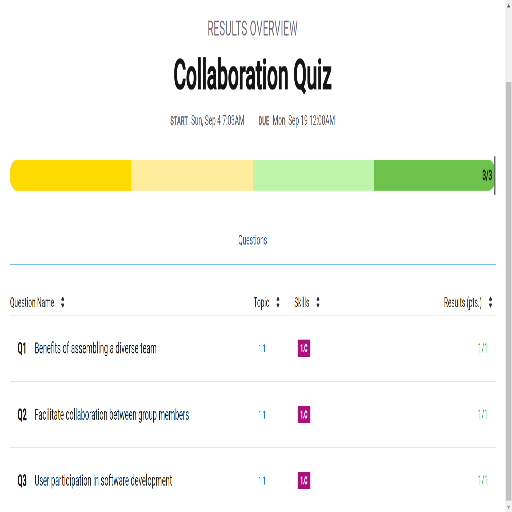 RESULTS OVERVIEW
Collaboration Quiz
START Sun, Sep 4 7:03AM DUE Mon, Sep 19 12:00AM
3/3
Questions
Question Name Topic Skills Results (pts.)
Q1 Benefits of assembling a diverse team 1.1 1.C 1/1
Q2 Facilitate collaboration between group members 1.1 1.C 1/1
Q3 User participation in software development 1.1 1.C 1/1